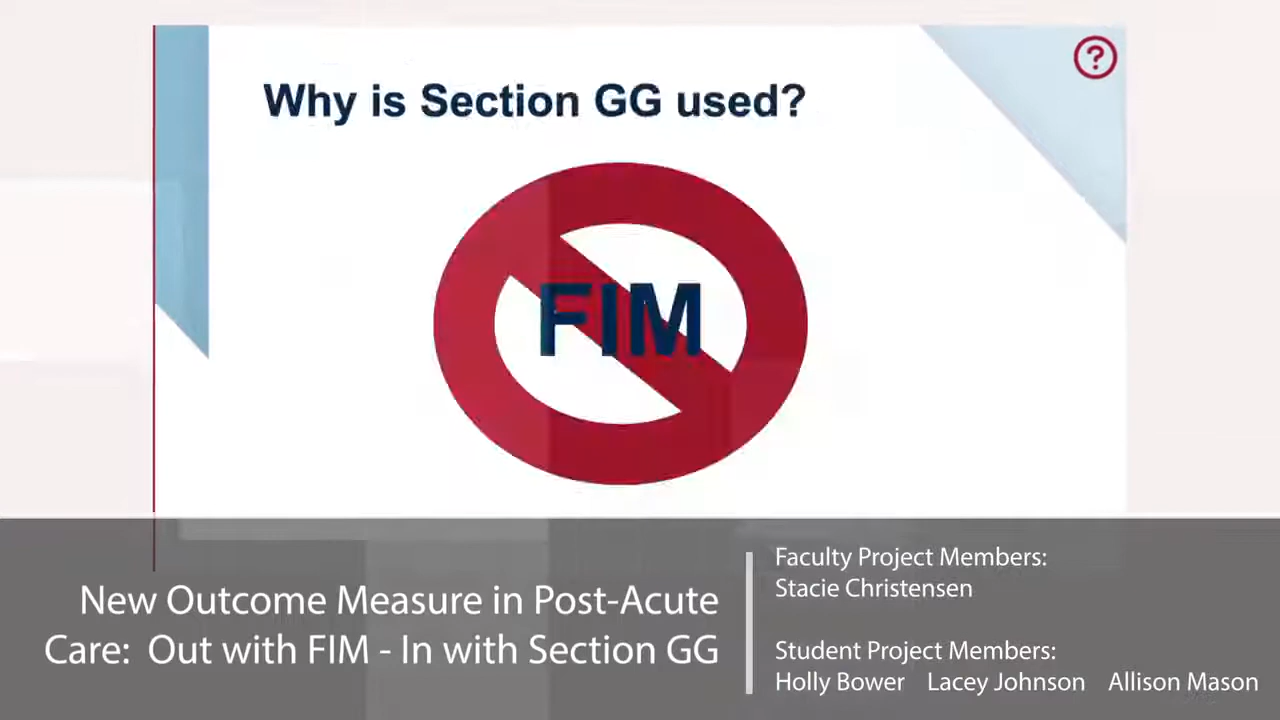 Why is Section GG used?
?
FIM
New Outcome Measure in Post-Acute
Care: Out with FIM - In with Section GG
Faculty Project Members:
Stacie Christensen
Student Project Members:
Holly Bower Lacey Johnson Allison Mason